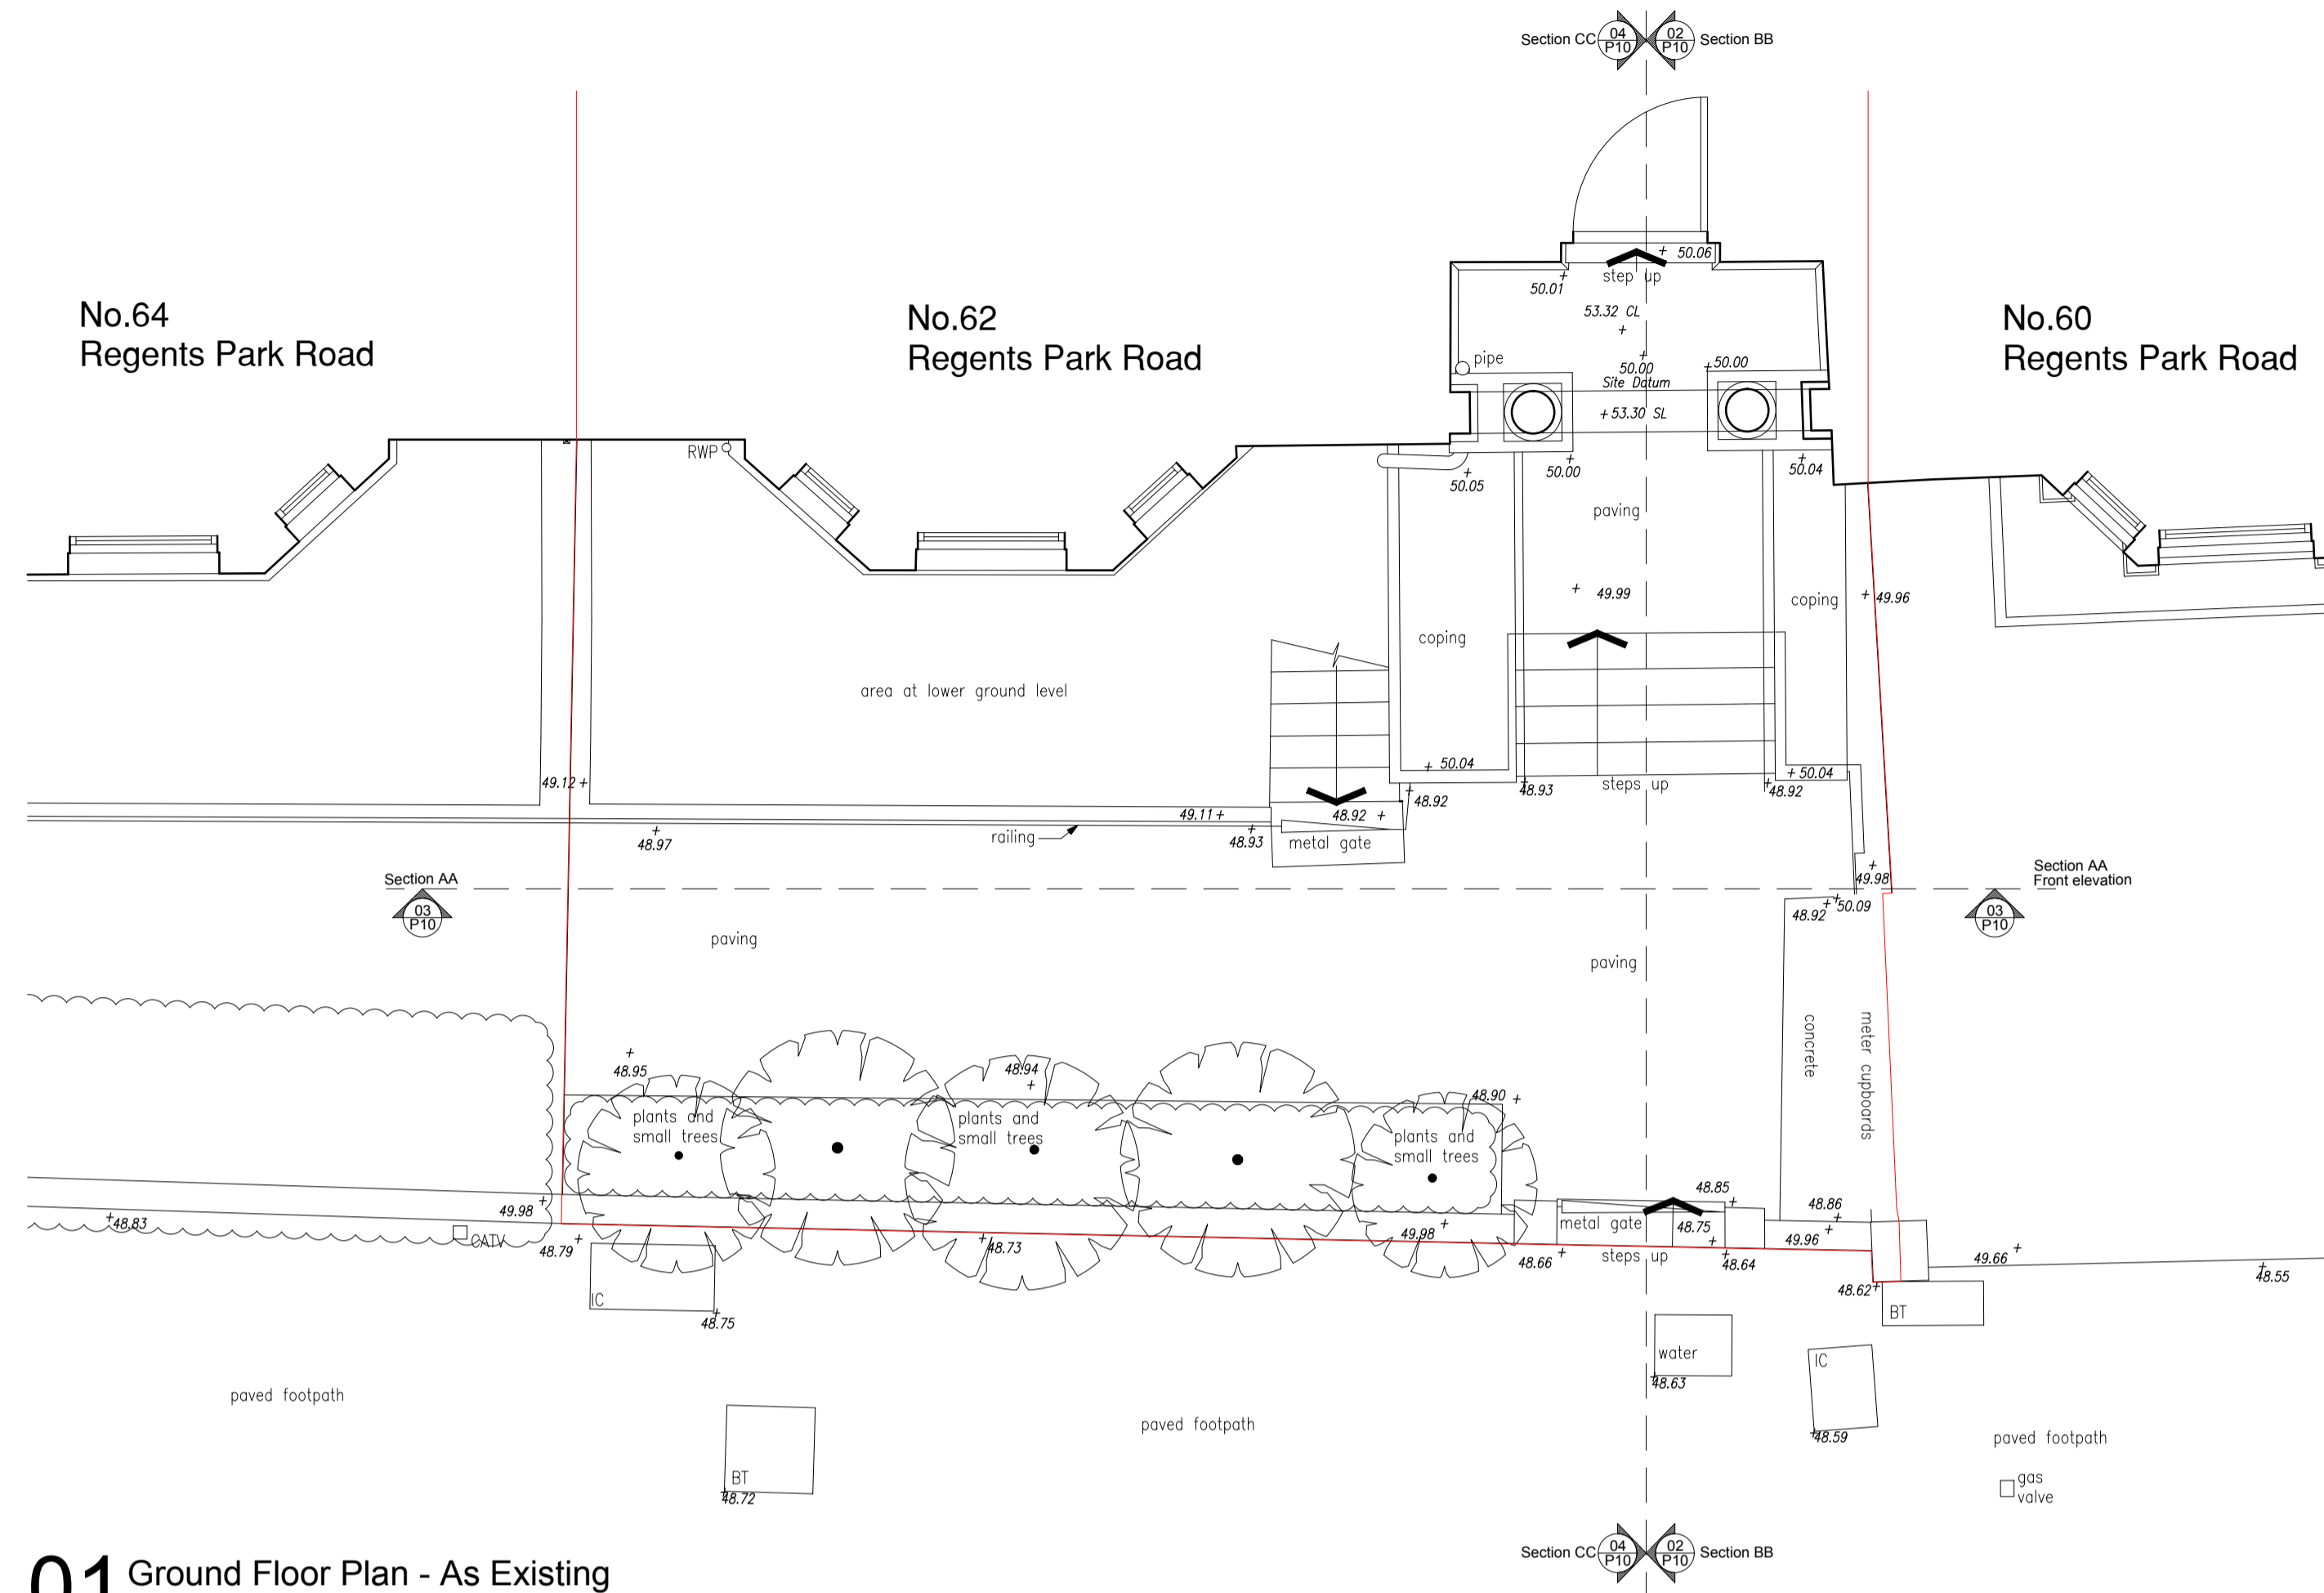 Section CC
04
P10
02
P10
Section BB
50.06
step up
50.01
53.32 CL
No.64
Regents Park Road
No.62
Regents Park Road
No.60
Regents Park Road
pipe
50.00
50.00
Site Datum
53.30 SL
RWP
50.05
50.00
50.04
paving
49.99
coping
49.96
coping
area at lower ground level
49.12
50.04
50.04
48.92
48.93
steps up
48.92
49.11
48.92
48.97
railing
48.93
metal gate
Section AA
03
P10
49.98
Section AA
Front elevation
03
P10
48.92
50.09
paving
paving
concrete
meter cupboards
48.95
48.94
48.90
plants and
small trees
plants and
small trees
plants and
small trees
48.85
48.86
49.98
48.83
CATV
48.79
48.73
49.98
metal gate
48.75
49.96
48.66
steps up
48.64
49.66
48.55
48.62
IC
48.75
BT
water
48.63
IC
48.59
paved footpath
paved footpath
paved footpath
BT
48.72
gas
valve
Section CC
04
P10
02
P10
Section BB
01 Ground Floor Plan - As Existing